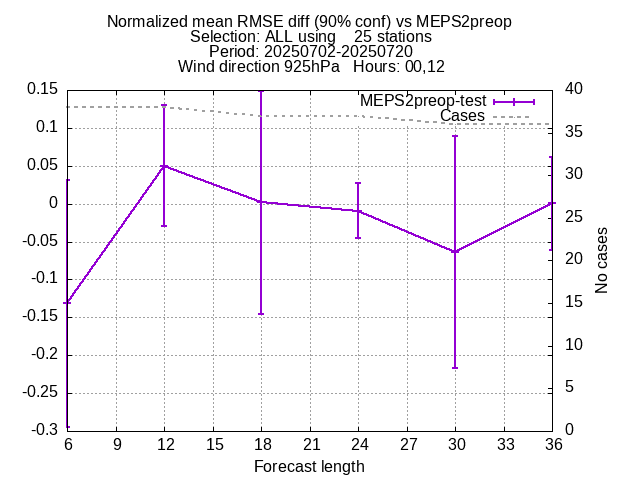 Normalized mean RMSE diff (90% conf) vs MEPS2preop
Selection: ALL using    25 stations
Period: 20250702-20250720
Wind direction 925hPa   Hours: 00,12
MEPS2preop-test
Cases
0.15
0.1
0.05
0
-0.05
-0.1
-0.15
-0.2
-0.25
-0.3
40
35
30
25
20
15
10
5
0
No cases
6 9 12 15 18 21 24 27 30 33 36
Forecast length